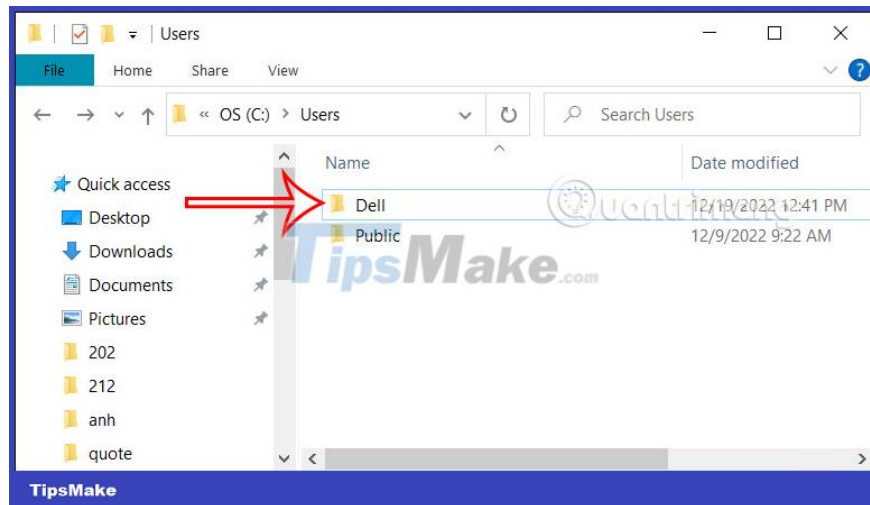 Users
File Home Share View
« OS (C:) > Users
Search Users
Name Date modified
Quick access
Desktop
Downloads
Documents
Pictures
202
212
anh
quote
Dell 12/19/2022 12:41 PM
Public 12/9/2022 9:22 AM
Quantrimang
TipsMake.com
TipsMake